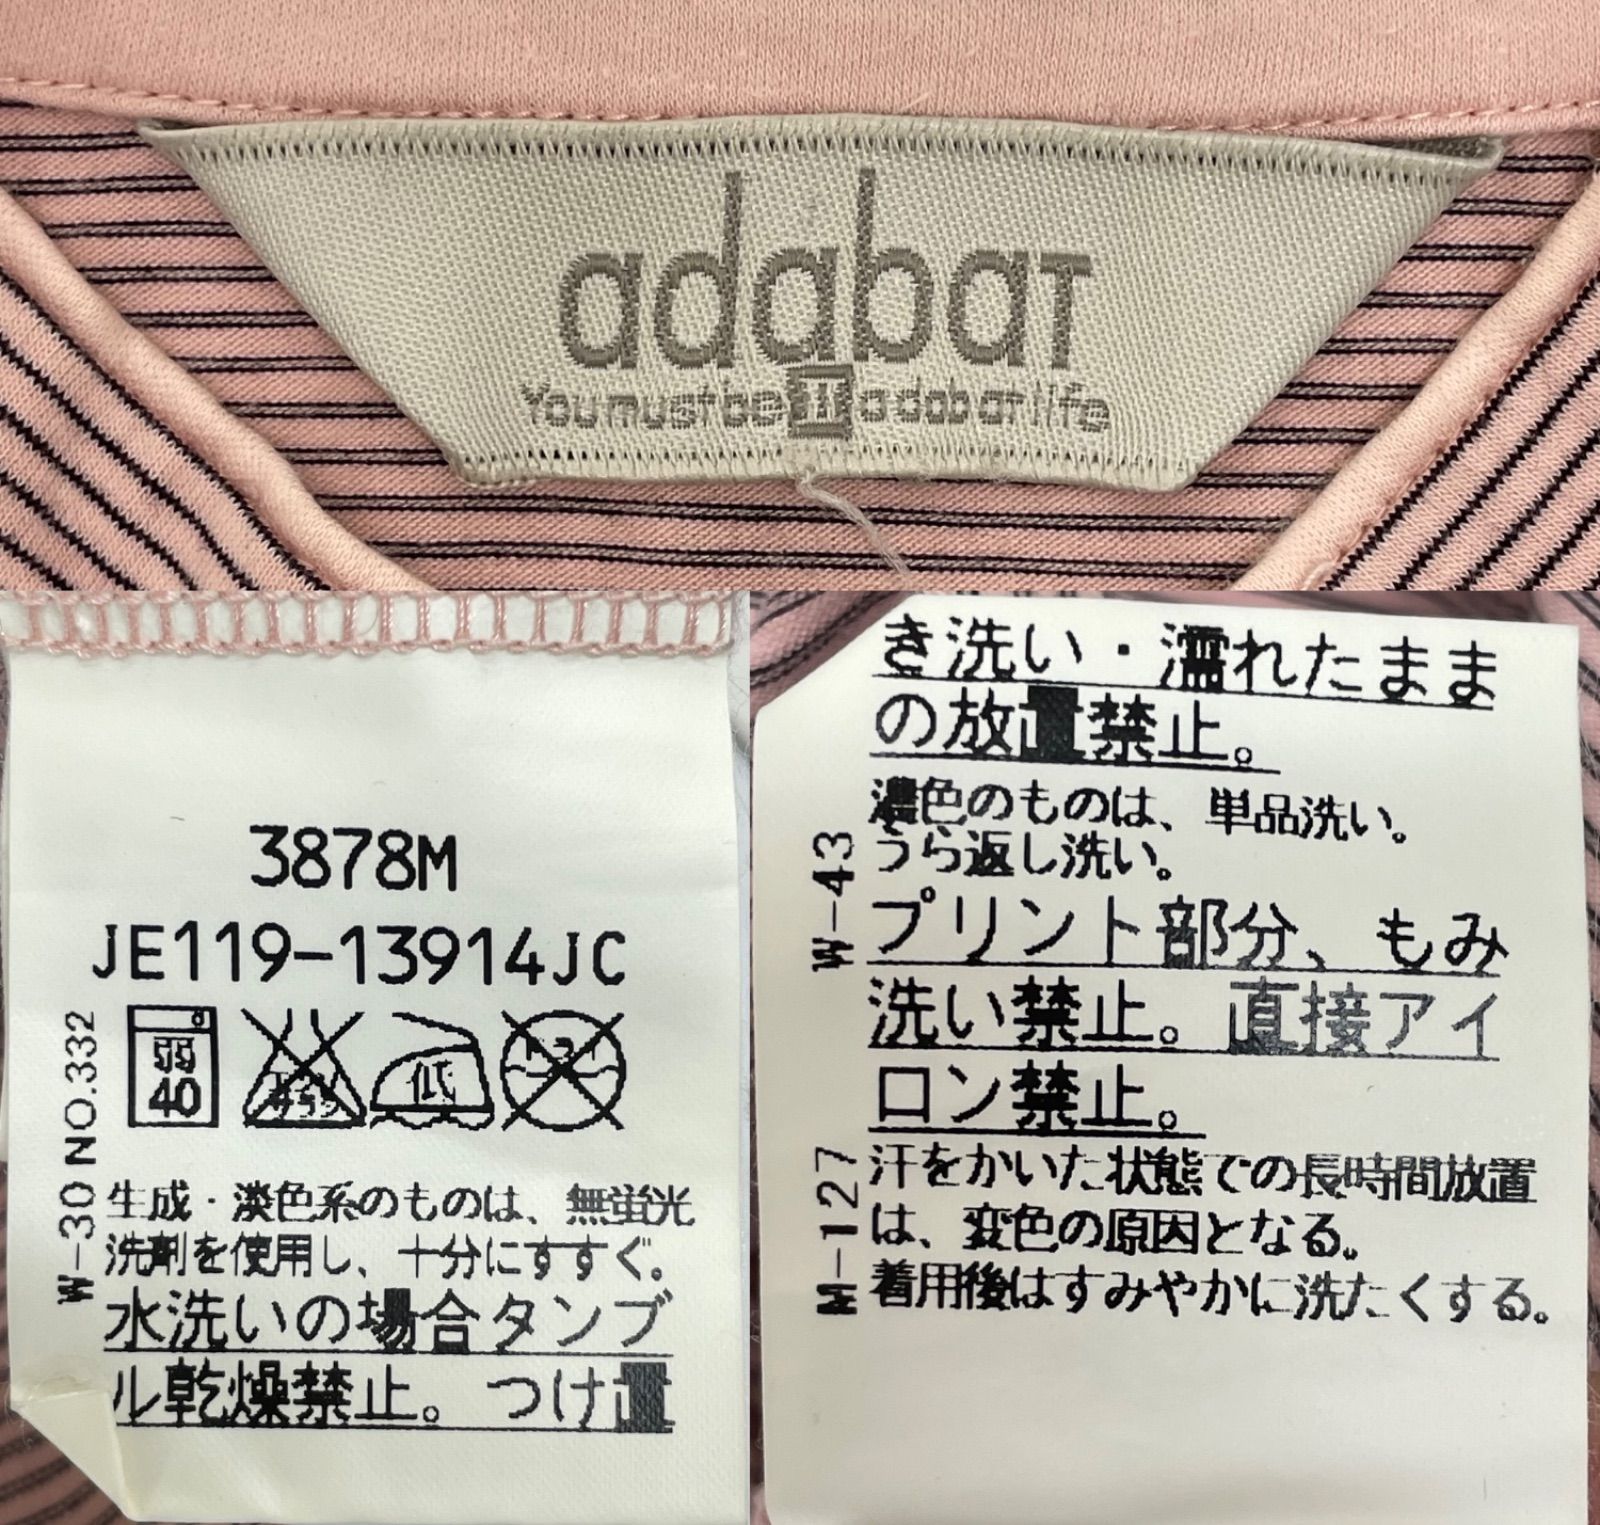 adabat
You must be II adabat life
3878M
JE119-13914JC
弱
40
低
W-30 NO.332
生成・淡色系のものは、無蛍光
洗剤を使用し、十分にすすぐ。
水洗いの場合タンブ
ル乾燥禁止。つけ置
き洗い・濡れたまま
の放置禁止。
濃色のものは、単品洗い。
うら返し洗い。
W-43
プリント部分、もみ
洗い禁止。直接アイ
ロン禁止。
M-127
汗をかいた状態での長時間放置
は、変色の原因となる。
着用後はすみやかに洗たくする。